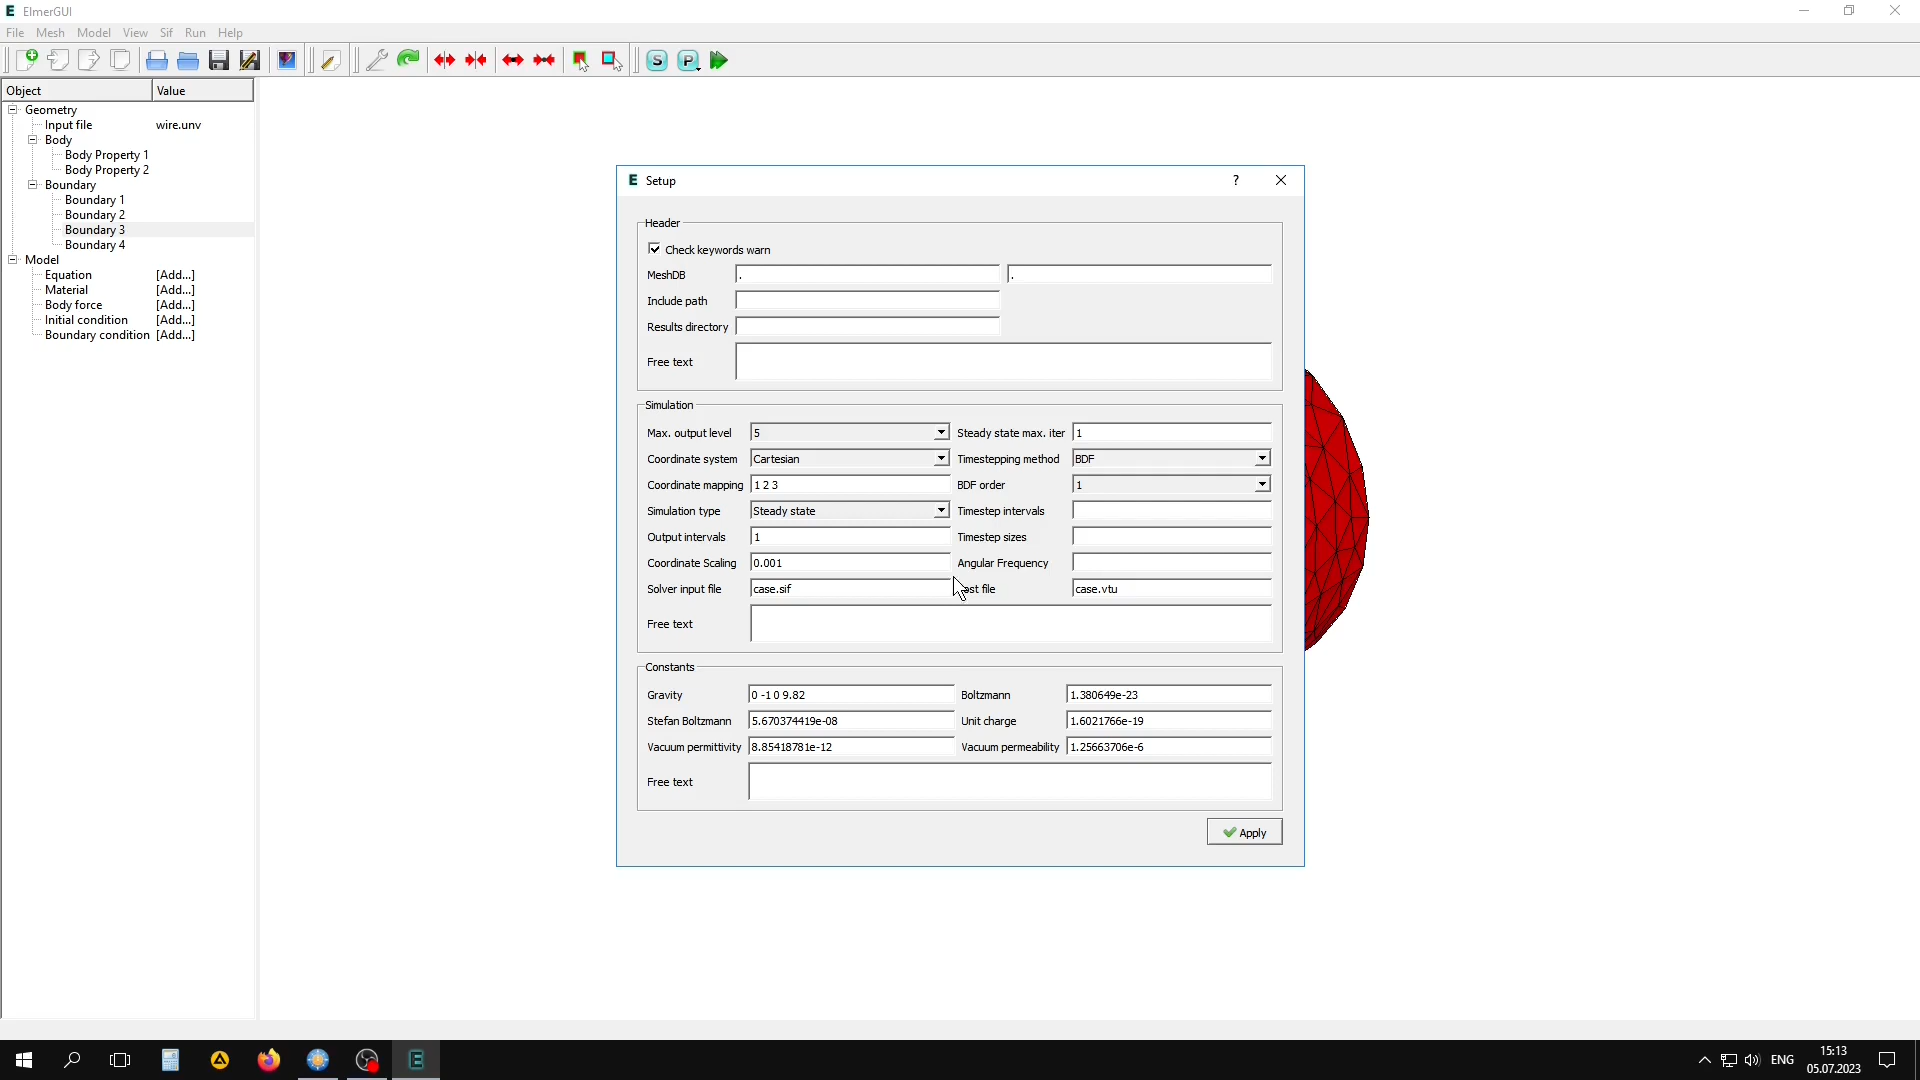 ElmerGUI
File Mesh Model View Sif Run Help
S P
Object Value
Geometry
Input file wire.unv
Body
Body Property 1
Body Property 2
Boundary
Boundary 1
Boundary 2
Boundary 3
Boundary 4
Model
Equation [Add...]
Material [Add...]
Body force [Add...]
Initial condition [Add...]
Boundary condition [Add...]
E Setup ?
Header
Check keywords warn
MeshDB . .
Include path
Results directory
Free text
Simulation
Max. output level 5 Steady state max. iter 1
Coordinate system Cartesian Timestepping method BDF
Coordinate mapping 1 2 3 BDF order 1
Simulation type Steady state Timestep intervals
Output intervals 1 Timestep sizes
Coordinate Scaling 0.001 Angular Frequency
Solver input file case.sif file case.vtu
Free text
Constants
Gravity 0 -1 0 9.82 Boltzmann 1.380649e-23
Stefan Boltzmann 5.670374419e-08 Unit charge 1.6021766e-19
Vacuum permittivity 8.85418781e-12 Vacuum permeability 1.25663706e-6
Free text
Apply
ENG 15:13
05.07.2023